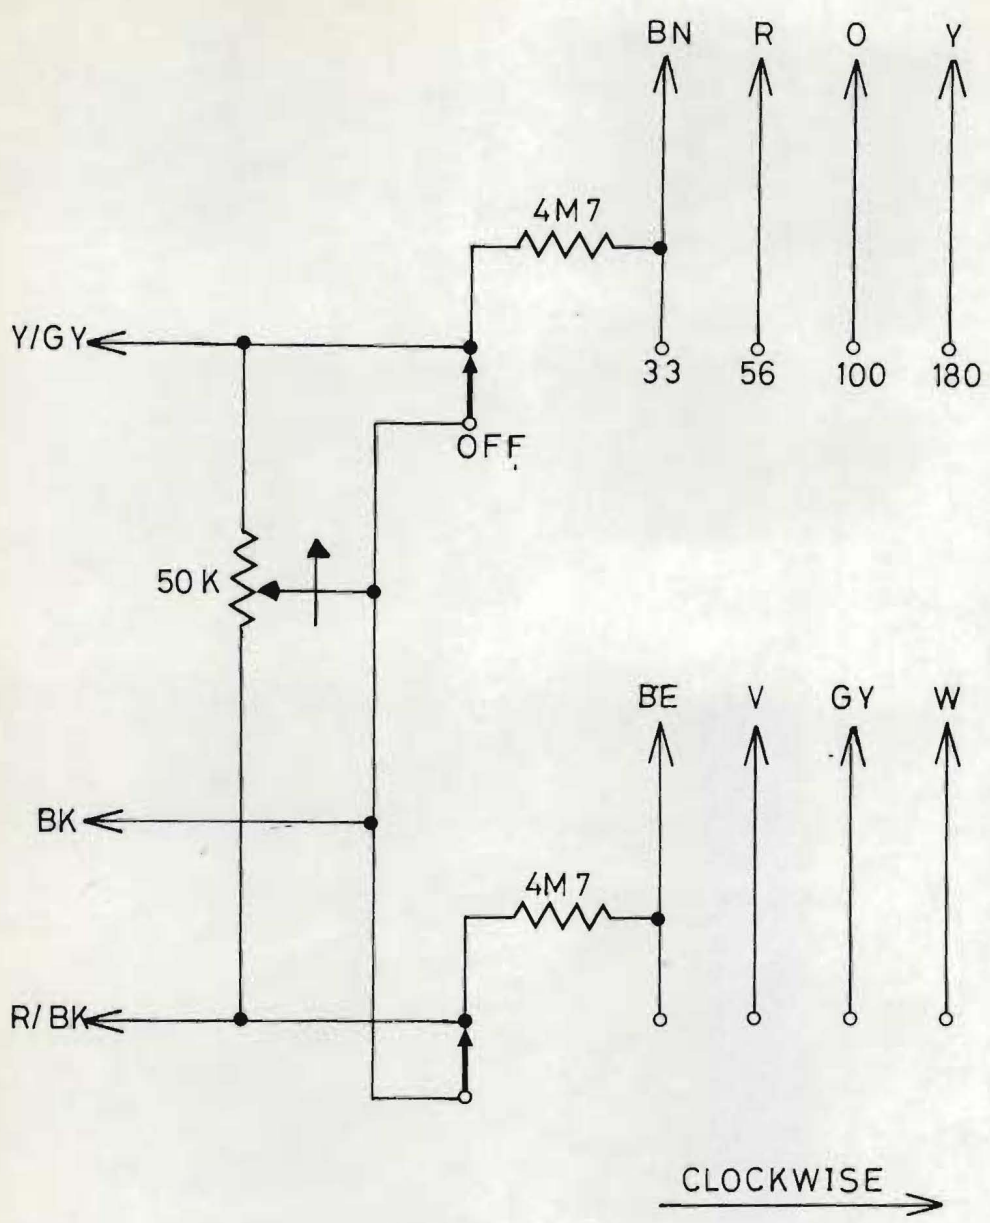 BN R O Y
4M7
Y/GY
33 56 100 180
OFF
50K
BE V GY W
BK
4M7
R/BK
CLOCKWISE